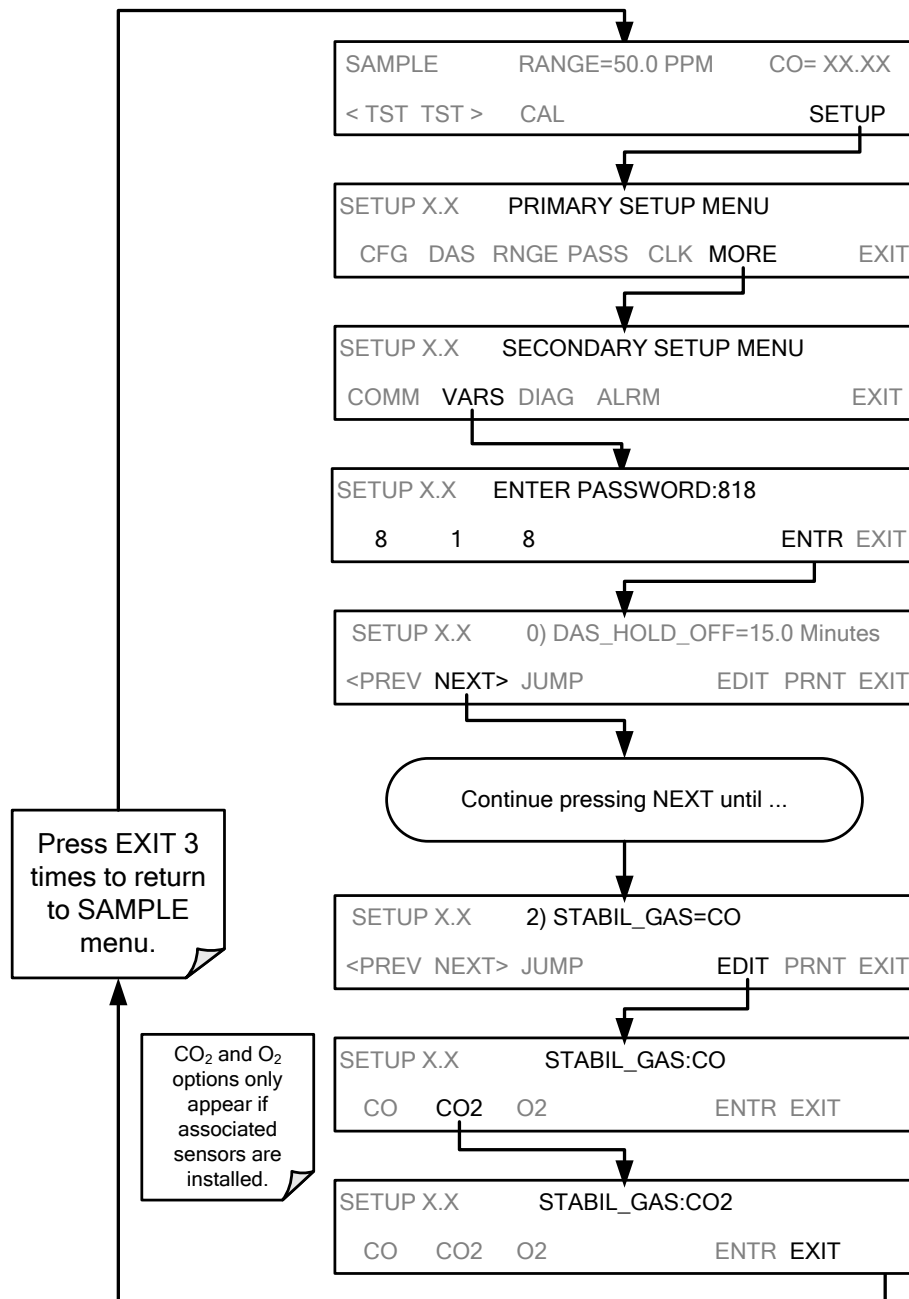 SAMPLE RANGE=50.0 PPM CO= XX.XX
< TST TST > CAL SETUP
SETUP X.X PRIMARY SETUP MENU
CFG DAS RNGE PASS CLK MORE EXIT
SETUP X.X SECONDARY SETUP MENU
COMM VARS DIAG ALRM EXIT
SETUP X.X ENTER PASSWORD:818
8 1 8 ENTR EXIT
SETUP X.X 0) DAS_HOLD_OFF=15.0 Minutes
<PREV NEXT> JUMP EDIT PRNT EXIT
Continue pressing NEXT until ...
Press EXIT 3
times to return
to SAMPLE
menu.
SETUP X.X 2) STABIL_GAS=CO
<PREV NEXT> JUMP EDIT PRNT EXIT
CO₂ and O₂
options only
appear if
associated
sensors are
installed.
SETUP X.X STABIL_GAS:CO
CO CO2 O2 ENTR EXIT
SETUP X.X STABIL_GAS:CO2
CO CO2 O2 ENTR EXIT